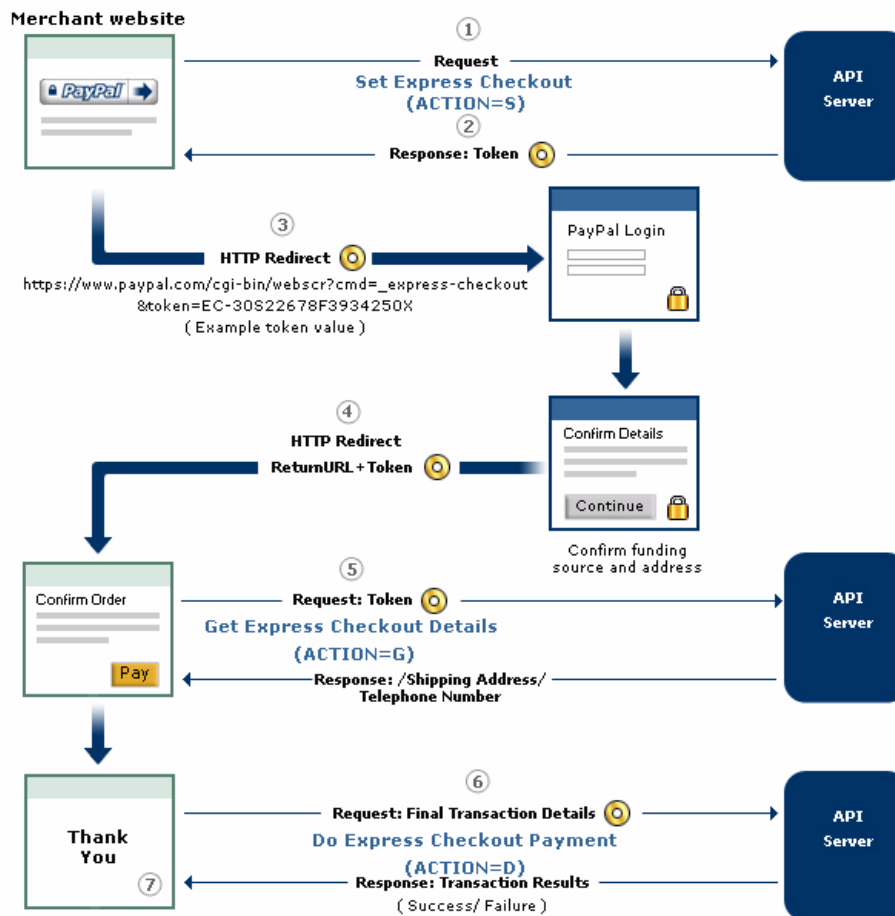 Merchant website
PayPal
1
Request
Set Express Checkout
(ACTION=S)
API
Server
2
Response: Token
3
HTTP Redirect
https://www.paypal.com/cgi-bin/webscr?cmd=_express-checkout
&token=EC-30S22678F3934250X
( Example token value )
PayPal Login
4
HTTP Redirect
ReturnURL+Token
Confirm Details
Continue
Confirm funding
source and address
5
Request: Token
Get Express Checkout Details
(ACTION=G)
Response: /Shipping Address/
Telephone Number
Confirm Order
Pay
API
Server
6
Request: Final Transaction Details
Do Express Checkout Payment
(ACTION=D)
Response: Transaction Results
( Success/ Failure )
API
Server
Thank
You
7